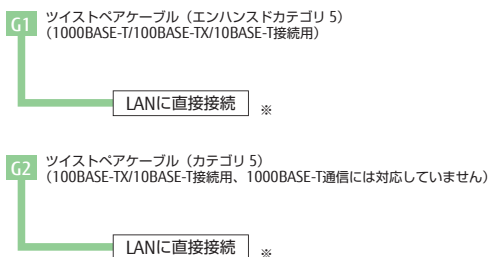 G1 ツイストペアケーブル（エンハンスドカテゴリ 5）
（1000BASE-T/100BASE-TX/10BASE-T接続用）
LANに直接接続 ※
G2 ツイストペアケーブル（カテゴリ 5）
（100BASE-TX/10BASE-T接続用、1000BASE-T通信には対応していません）
LANに直接接続 ※